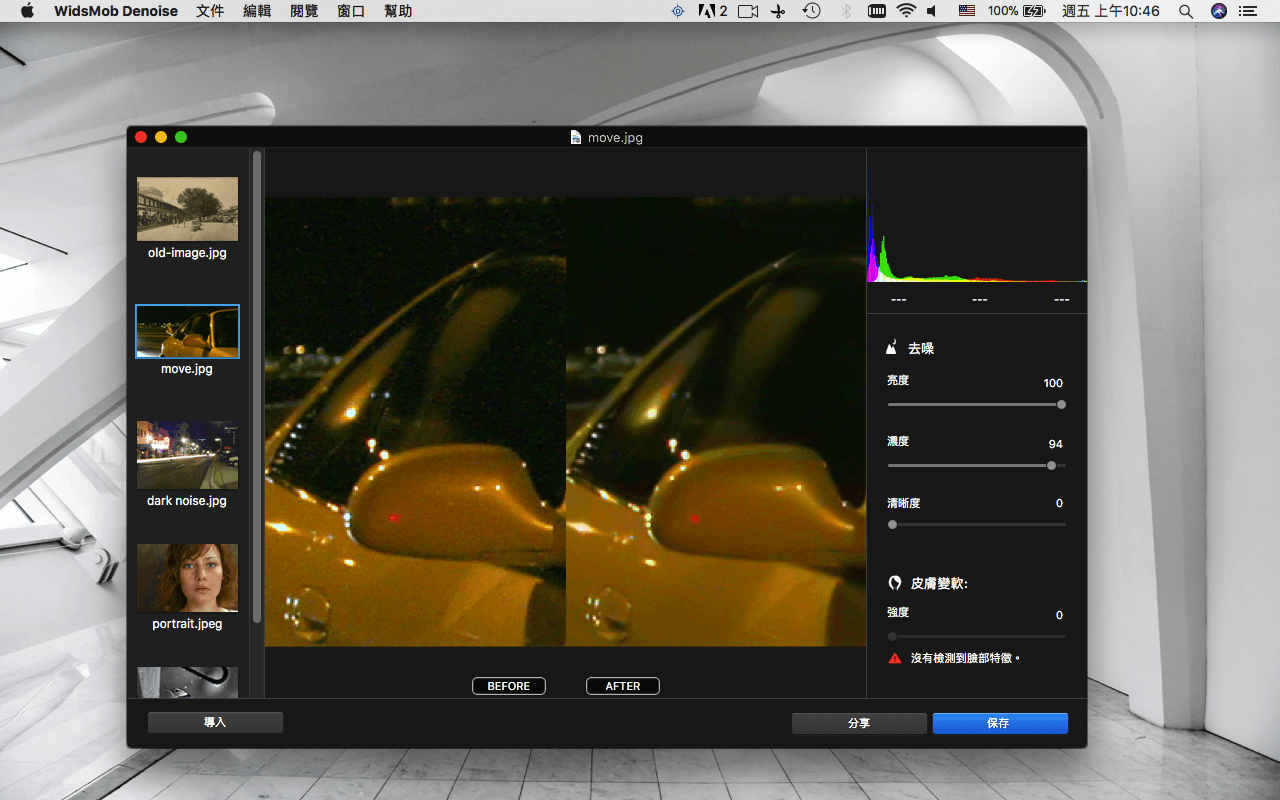 WidsMob Denoise 文件 編輯 閱覽 窗口 幫助 2 100% 週五 上午10:46
move.jpg
old-image.jpg
move.jpg
dark noise.jpg
portrait.jpeg
BEFORE AFTER
--- --- ---
去噪
亮度 100
濃度 94
清晰度 0
皮膚變軟:
強度 0
沒有檢測到臉部特徵。
導入 分享 保存